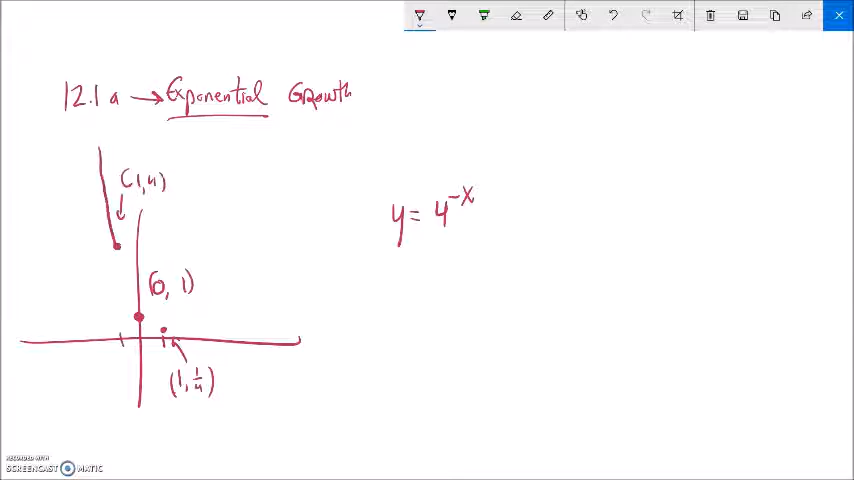 12.1 a → Exponential Growth
(-1, 4)
y = 4^-x
(0, 1)
(1, 1/4)
RECORDED WITH
SCREENCAST MATIC